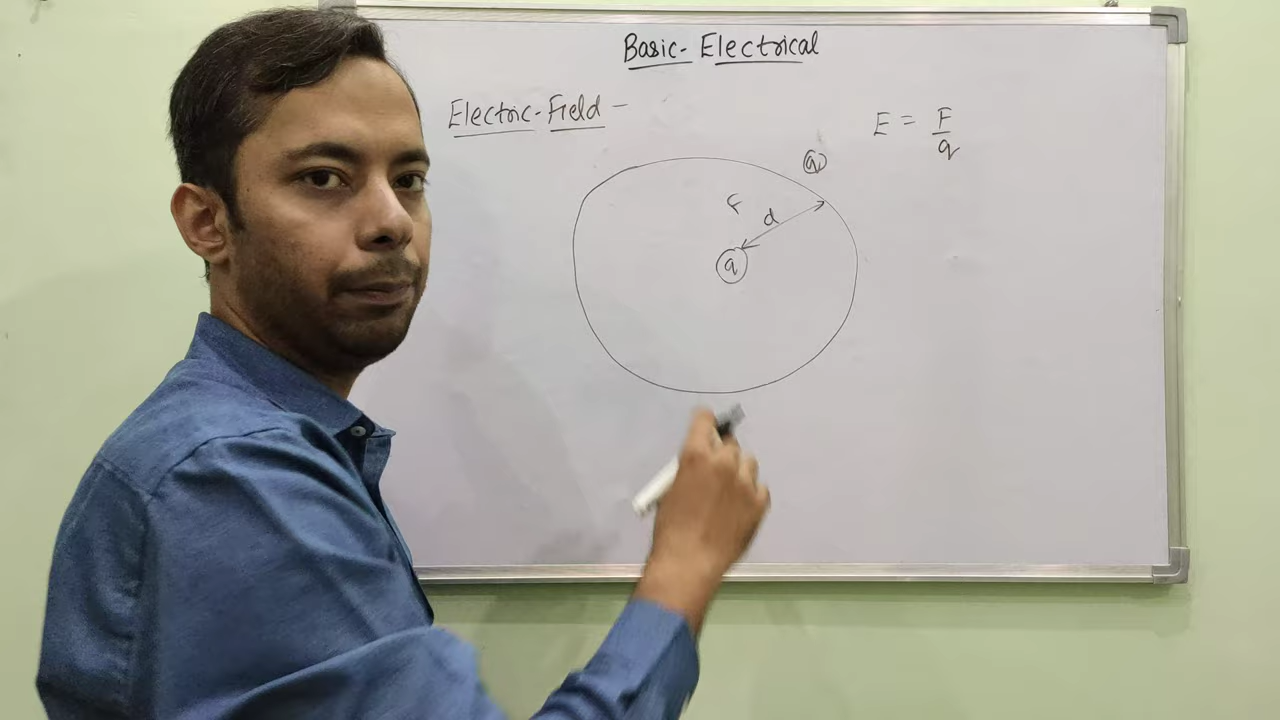 Basic- Electrical
Electric-Field -
E = F/q
F
d
q